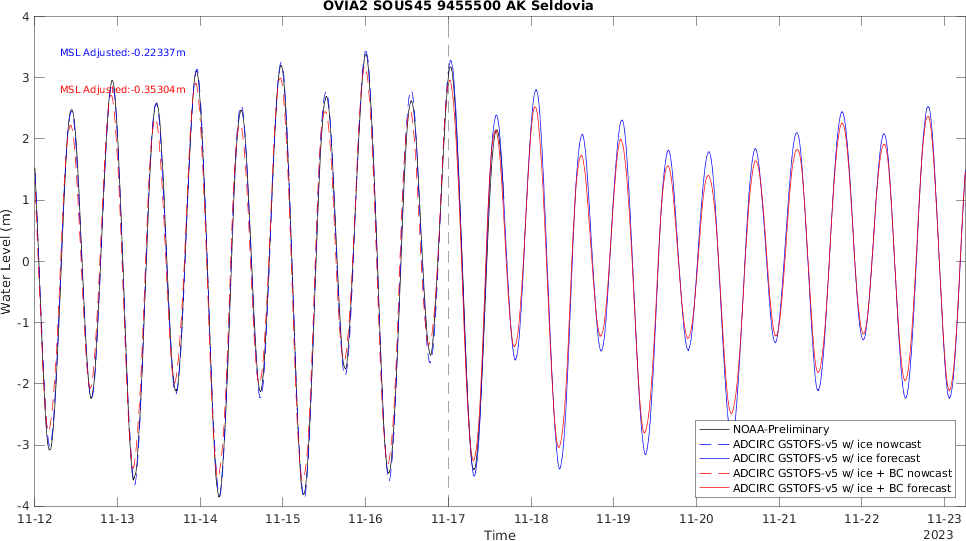 OVIA2 SOUS45 9455500 AK Seldovia
4
3
2
1
0
-1
-2
-3
-4
Water Level (m)
MSL Adjusted:-0.22337m
MSL Adjusted:-0.35304m
NOAA-Preliminary
ADCIRC GSTOFS-v5 w/ ice nowcast
ADCIRC GSTOFS-v5 w/ ice forecast
ADCIRC GSTOFS-v5 w/ ice + BC nowcast
ADCIRC GSTOFS-v5 w/ ice + BC forecast
11-12 11-13 11-14 11-15 11-16 11-17 11-18 11-19 11-20 11-21 11-22 11-23
Time
2023